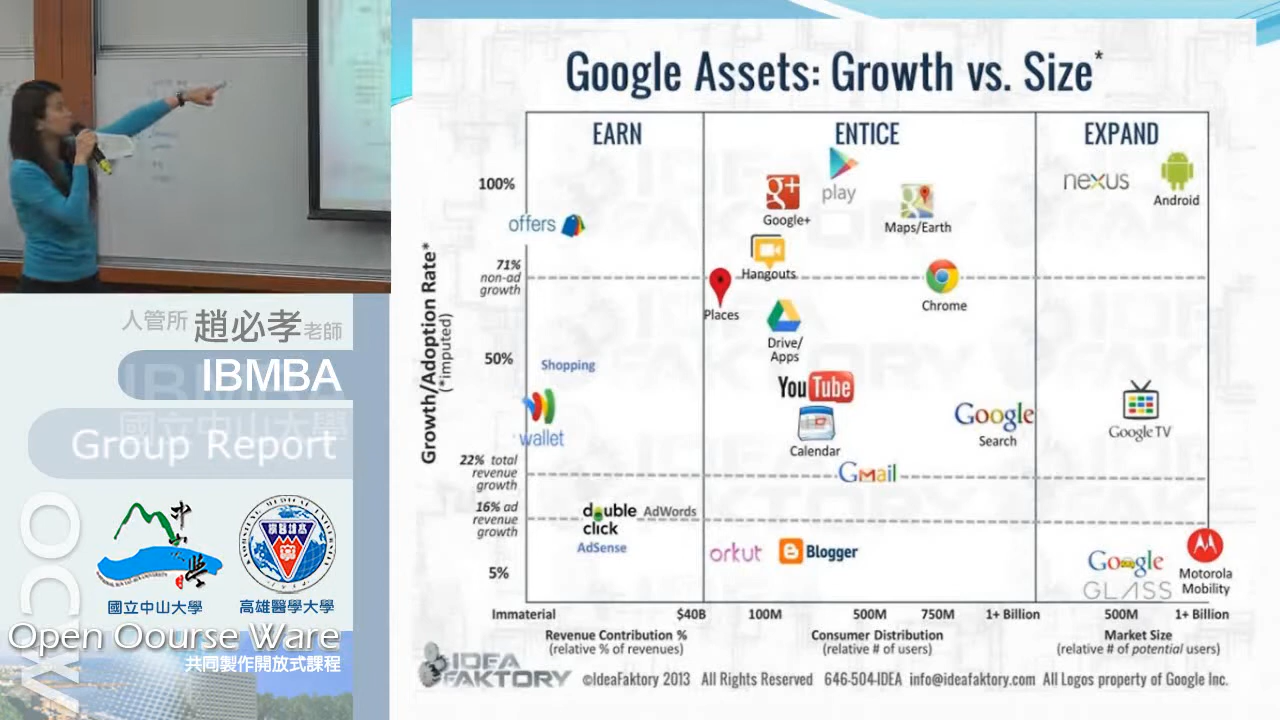 Google Assets: Growth vs. Size*
EARN
ENTICE
EXPAND
Growth/Adoption Rate*
(*imputed)
100%
71%
non-ad
growth
50%
22% total
revenue
growth
16% ad
revenue
growth
5%
offers
Shopping
wallet
double
click
AdWords
AdSense
Google+
play
Maps/Earth
Hangouts
Places
Chrome
Drive/
Apps
YouTube
Calendar
Google
Search
Gmail
orkut
Blogger
nexus
Android
Google TV
Google
GLASS
Motorola
Mobility
Immaterial
$40B
100M
500M
750M
1+ Billion
500M
1+ Billion
Revenue Contribution %
(relative % of revenues)
Consumer Distribution
(relative # of users)
Market Size
(relative # of potential users)
IDEA
FAKTORY
©IdeaFaktory 2013 All Rights Reserved 646-504-IDEA info@ideafaktory.com All Logos property of Google Inc.
人管所 趙必孝老師
IBMBA
Group Report
國立中山大學
高雄醫學大學
Open Oourse Ware
共同製作開放式課程
OCW